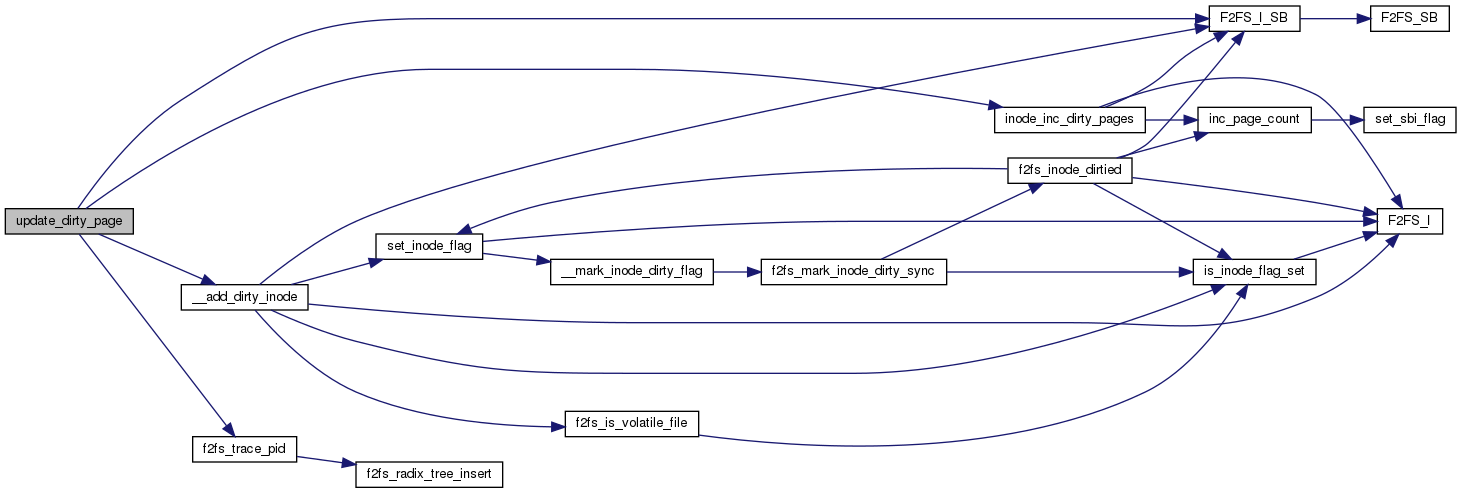 F2FS_I_SB
F2FS_SB
inode_inc_dirty_pages
inc_page_count
set_sbi_flag
f2fs_inode_dirtied
update_dirty_page
F2FS_I
set_inode_flag
__mark_inode_dirty_flag
f2fs_mark_inode_dirty_sync
is_inode_flag_set
__add_dirty_inode
f2fs_is_volatile_file
f2fs_trace_pid
f2fs_radix_tree_insert